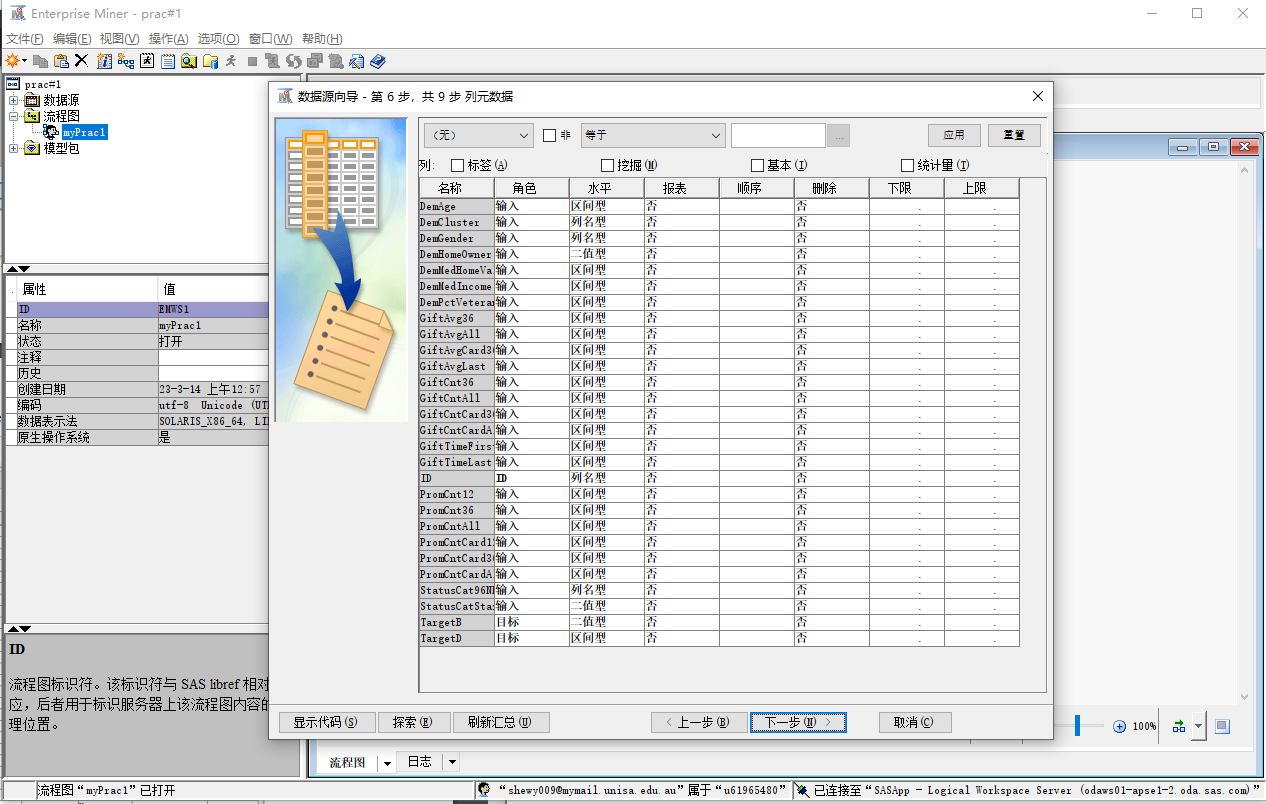 Enterprise Miner - prac#1
文件(F) 编辑(E) 视图(V) 操作(A) 选项(O) 窗口(W) 帮助(H)
prac#1
数据源
流程图
myPrac1
模型包
属性 值
ID EMWS1
名称 myPrac1
状态 打开
注释
历史
创建日期 23-3-14 上午12:57
编码 utf-8 Unicode (UT
数据表示法 SOLARIS_X86_64, LI
原生操作系统 是
ID
流程图标识符。该标识符与 SAS libref 相对
应，后者用于标识服务器上该流程图内容的
理位置。
数据源向导 - 第 6 步，共 9 步 列元数据
(无) 非 等于 ... 应用 重置
列: 标签(A) 挖掘(M) 基本(I) 统计量(T)
名称 角色 水平 报表 顺序 删除 下限 上限
DemAge 输入 区间型 否 否 . .
DemCluster 输入 列名型 否 否 . .
DemGender 输入 列名型 否 否 . .
DemHomeOwner 输入 二值型 否 否 . .
DemMedHomeVa 输入 区间型 否 否 . .
DemMedIncome 输入 区间型 否 否 . .
DemPctVetera 输入 区间型 否 否 . .
GiftAvg36 输入 区间型 否 否 . .
GiftAvgAll 输入 区间型 否 否 . .
GiftAvgCard3 输入 区间型 否 否 . .
GiftAvgLast 输入 区间型 否 否 . .
GiftCnt36 输入 区间型 否 否 . .
GiftCntAll 输入 区间型 否 否 . .
GiftCntCard3 输入 区间型 否 否 . .
GiftCntCardA 输入 区间型 否 否 . .
GiftTimeFirs 输入 区间型 否 否 . .
GiftTimeLast 输入 区间型 否 否 . .
ID ID 列名型 否 否 . .
PromCnt12 输入 区间型 否 否 . .
PromCnt36 输入 区间型 否 否 . .
PromCntAll 输入 区间型 否 否 . .
PromCntCard1 输入 区间型 否 否 . .
PromCntCard3 输入 区间型 否 否 . .
PromCntCardA 输入 区间型 否 否 . .
StatusCat96N 输入 列名型 否 否 . .
StatusCatSta 输入 二值型 否 否 . .
TargetB 目标 二值型 否 否 . .
TargetD 目标 区间型 否 否 . .
显示代码(S) 探索(E) 刷新汇总(U) < 上一步(B) 下一步(N) > 取消(C)
100%
流程图 日志
流程图“myPrac1”已打开 “shewy009@mymail.unisa.edu.au”属于“u61965480” 已连接至“SASApp - Logical Workspace Server (odaws01-apse1-2.oda.sas.com)”